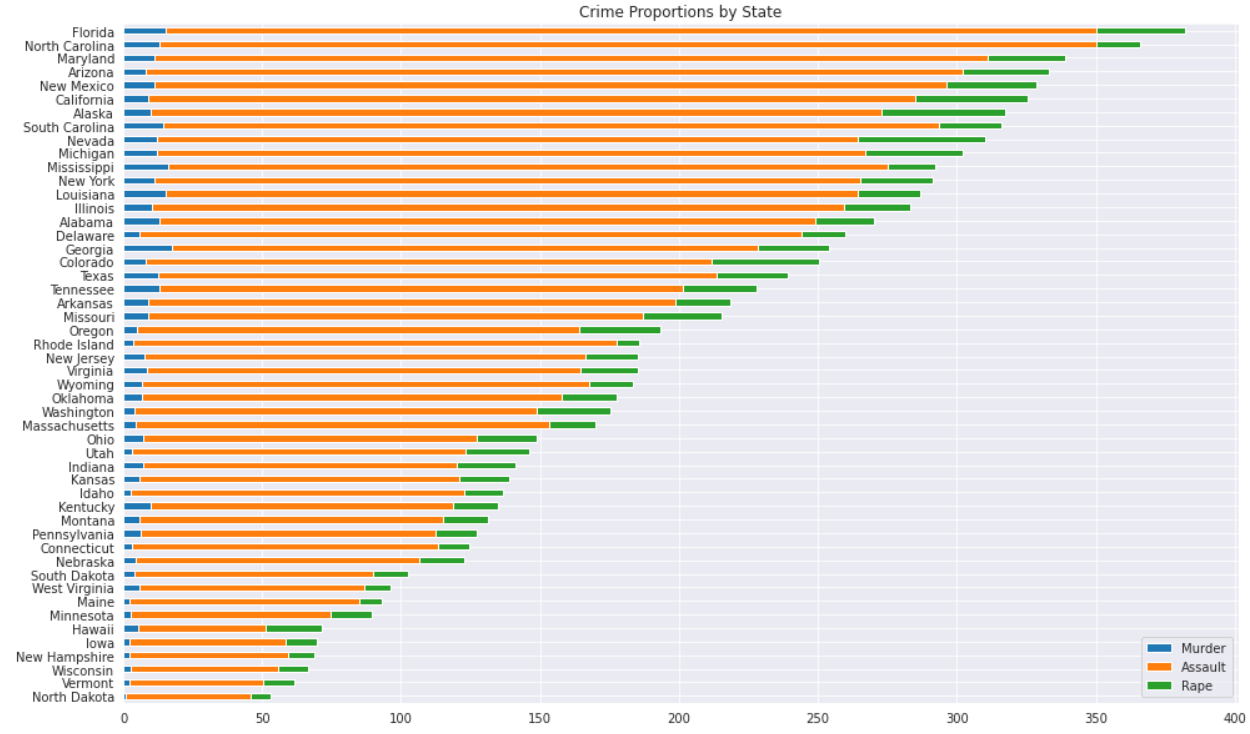 Crime Proportions by State
Florida
North Carolina
Maryland
Arizona
New Mexico
California
Alaska
South Carolina
Nevada
Michigan
Mississippi
New York
Louisiana
Illinois
Alabama
Delaware
Georgia
Colorado
Texas
Tennessee
Arkansas
Missouri
Oregon
Rhode Island
New Jersey
Virginia
Wyoming
Oklahoma
Washington
Massachusetts
Ohio
Utah
Indiana
Kansas
Idaho
Kentucky
Montana
Pennsylvania
Connecticut
Nebraska
South Dakota
West Virginia
Maine
Minnesota
Hawaii
Iowa
New Hampshire
Wisconsin
Vermont
North Dakota
Murder
Assault
Rape
0 50 100 150 200 250 300 350 400